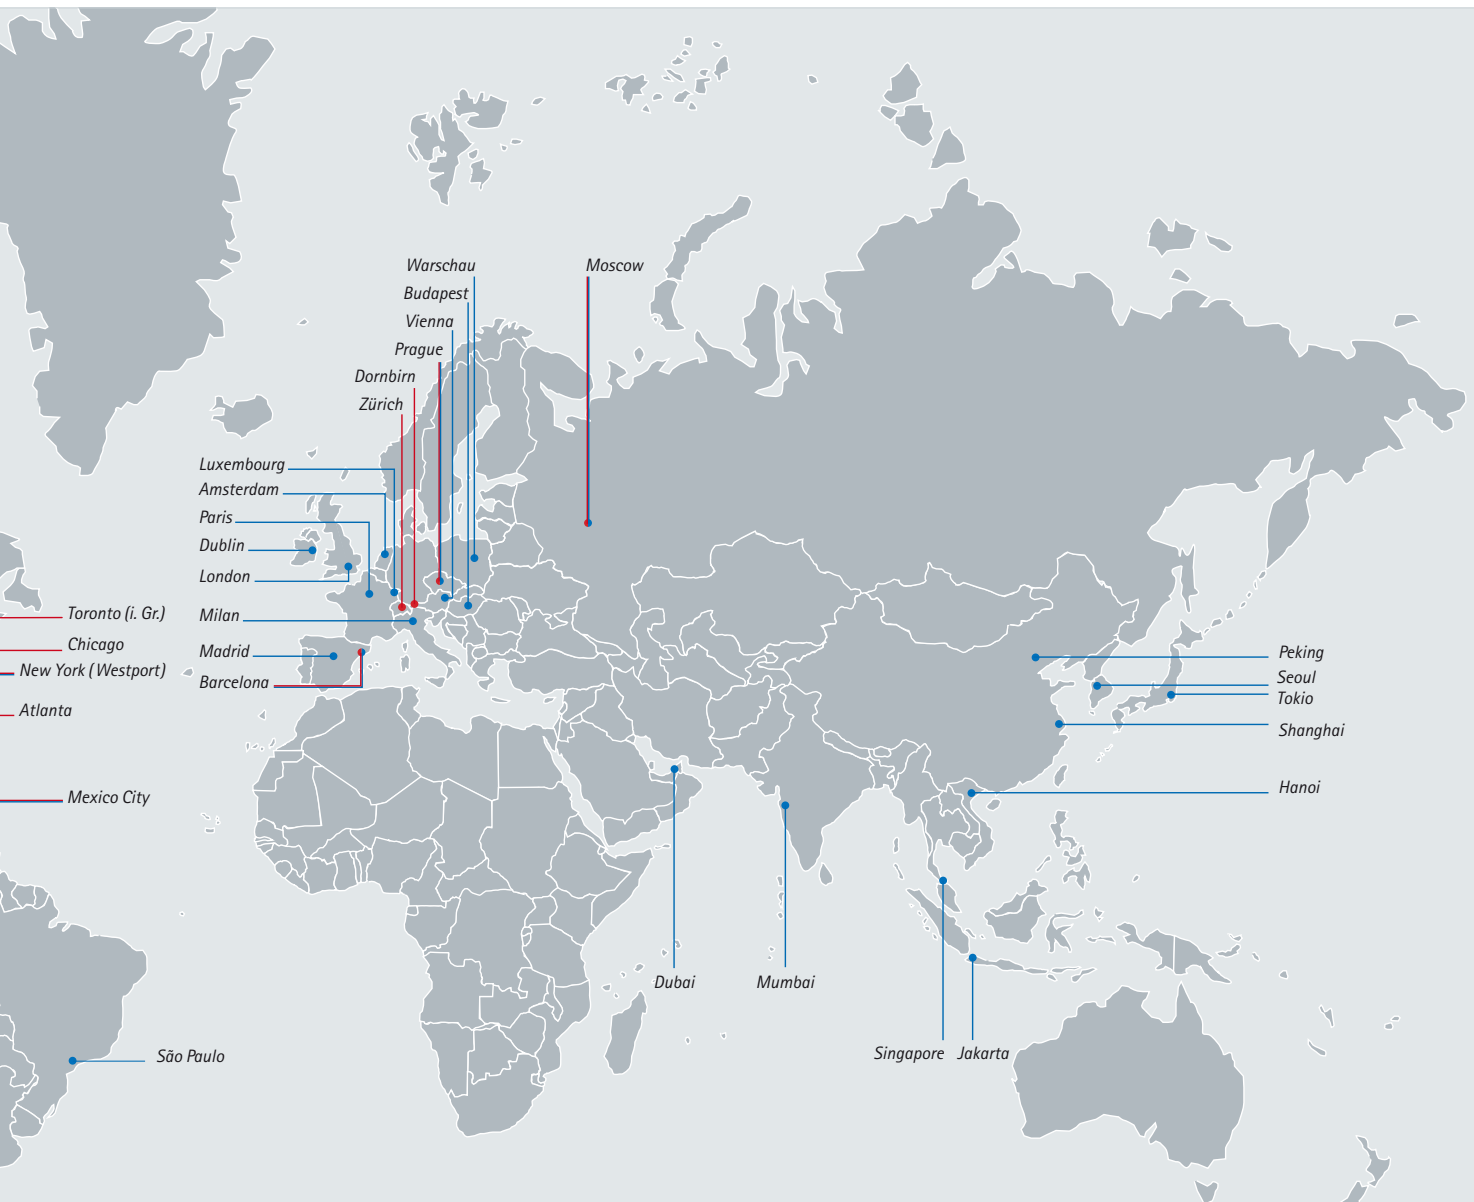 Warschau
Moscow
Budapest
Vienna
Prague
Dornbirn
Zürich
Luxembourg
Amsterdam
Paris
Dublin
London
Toronto (i. Gr.)
Milan
Chicago
Madrid
New York (Westport)
Barcelona
Atlanta
Mexico City
Peking
Seoul
Tokio
Shanghai
Hanoi
Dubai
Mumbai
São Paulo
Singapore
Jakarta